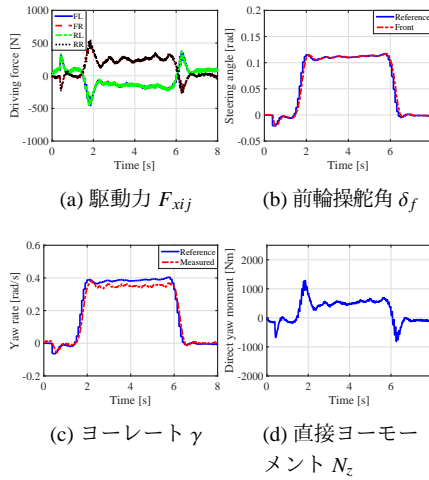 Driving force [N]
1000
500
0
-500
-1000
FL
FR
RL
RR
0 2 4 6 8
Time [s]
(a) 駆動力 Fxij
Steering angle [rad]
0.2
0.15
0.1
0.05
0
-0.05
Reference
Front
0 2 4 6 8
Time [s]
(b) 前輪操舵角 δf
Yaw rate [rad/s]
0.6
0.4
0.2
0
-0.2
Reference
Measured
0 2 4 6 8
Time [s]
(c) ヨーレート γ
Direct yaw moment [Nm]
2000
1000
0
-1000
-2000
0 2 4 6 8
Time [s]
(d) 直接ヨーモー
メント Nz